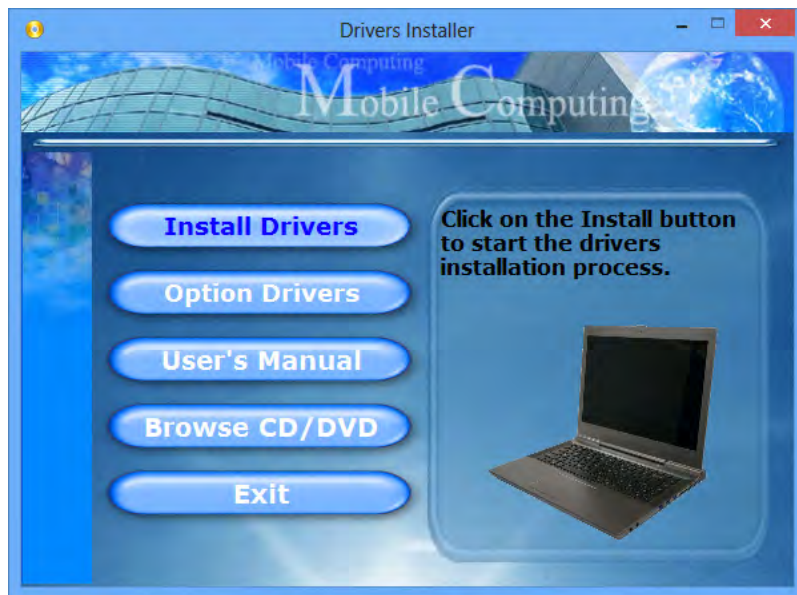 Drivers Installer
Mobile Computing
Mobile Computing
Install Drivers
Option Drivers
User's Manual
Browse CD/DVD
Exit
Click on the Install button
to start the drivers
installation process.